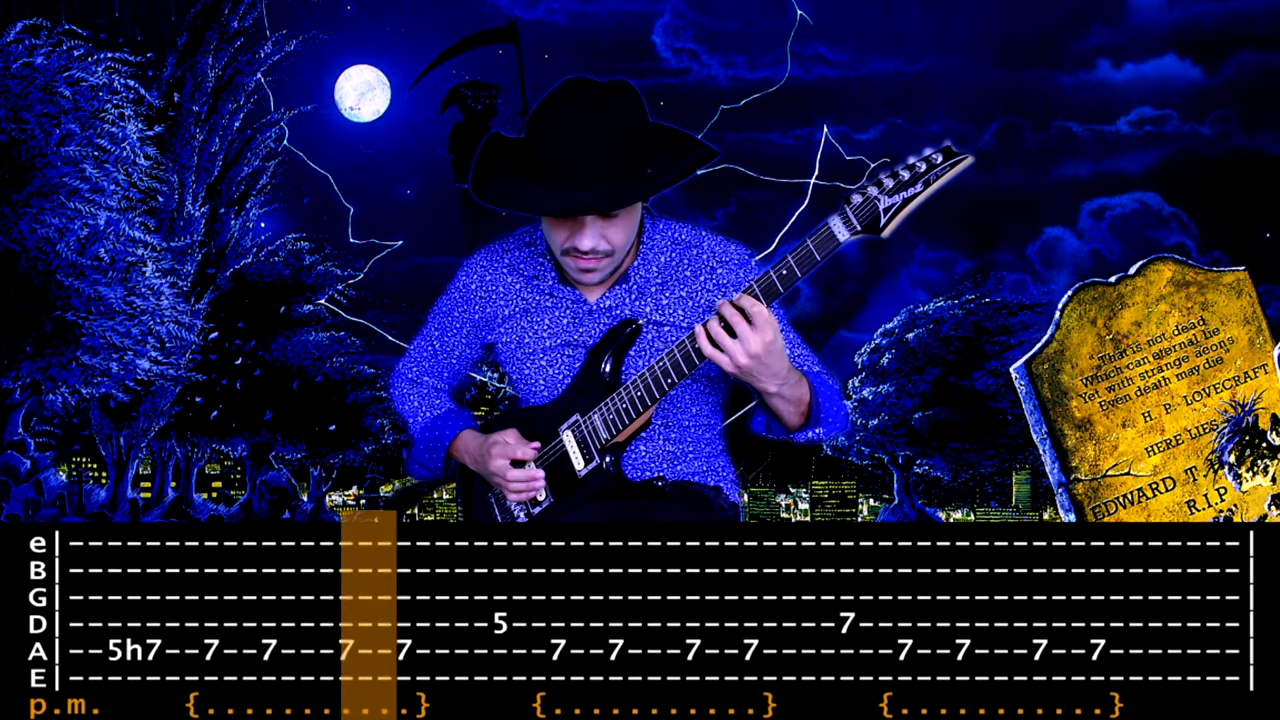 Ibanez
"That is not dead
Which can eternal lie
Yet with strange aeons
Even death may die"
H. P. LOVECRAFT
HERE LIES
EDWARD T
R.I.P
e|---------------------------------------------------------------------------------|
B|---------------------------------------------------------------------------------|
G|---------------------------------------------------------------------------------|
D|-----------------------------5-----------------------7---------------------------|
A|--5h7--7--7----7--7---------7--7----7--7---------7--7----7--7---------|
E|---------------------------------------------------------------------------------|
p.m. {...........} {...........} {...........}